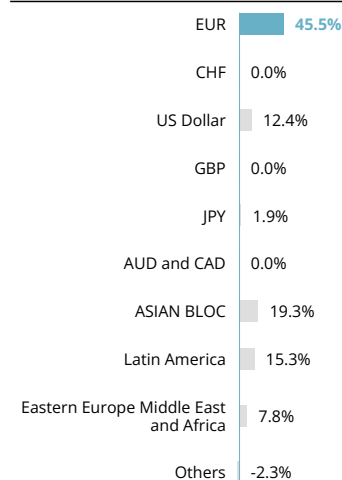 EUR 45.5%
CHF 0.0%
US Dollar 12.4%
GBP 0.0%
JPY 1.9%
AUD and CAD 0.0%
ASIAN BLOC 19.3%
Latin America 15.3%
Eastern Europe Middle East
and Africa 7.8%
Others -2.3%